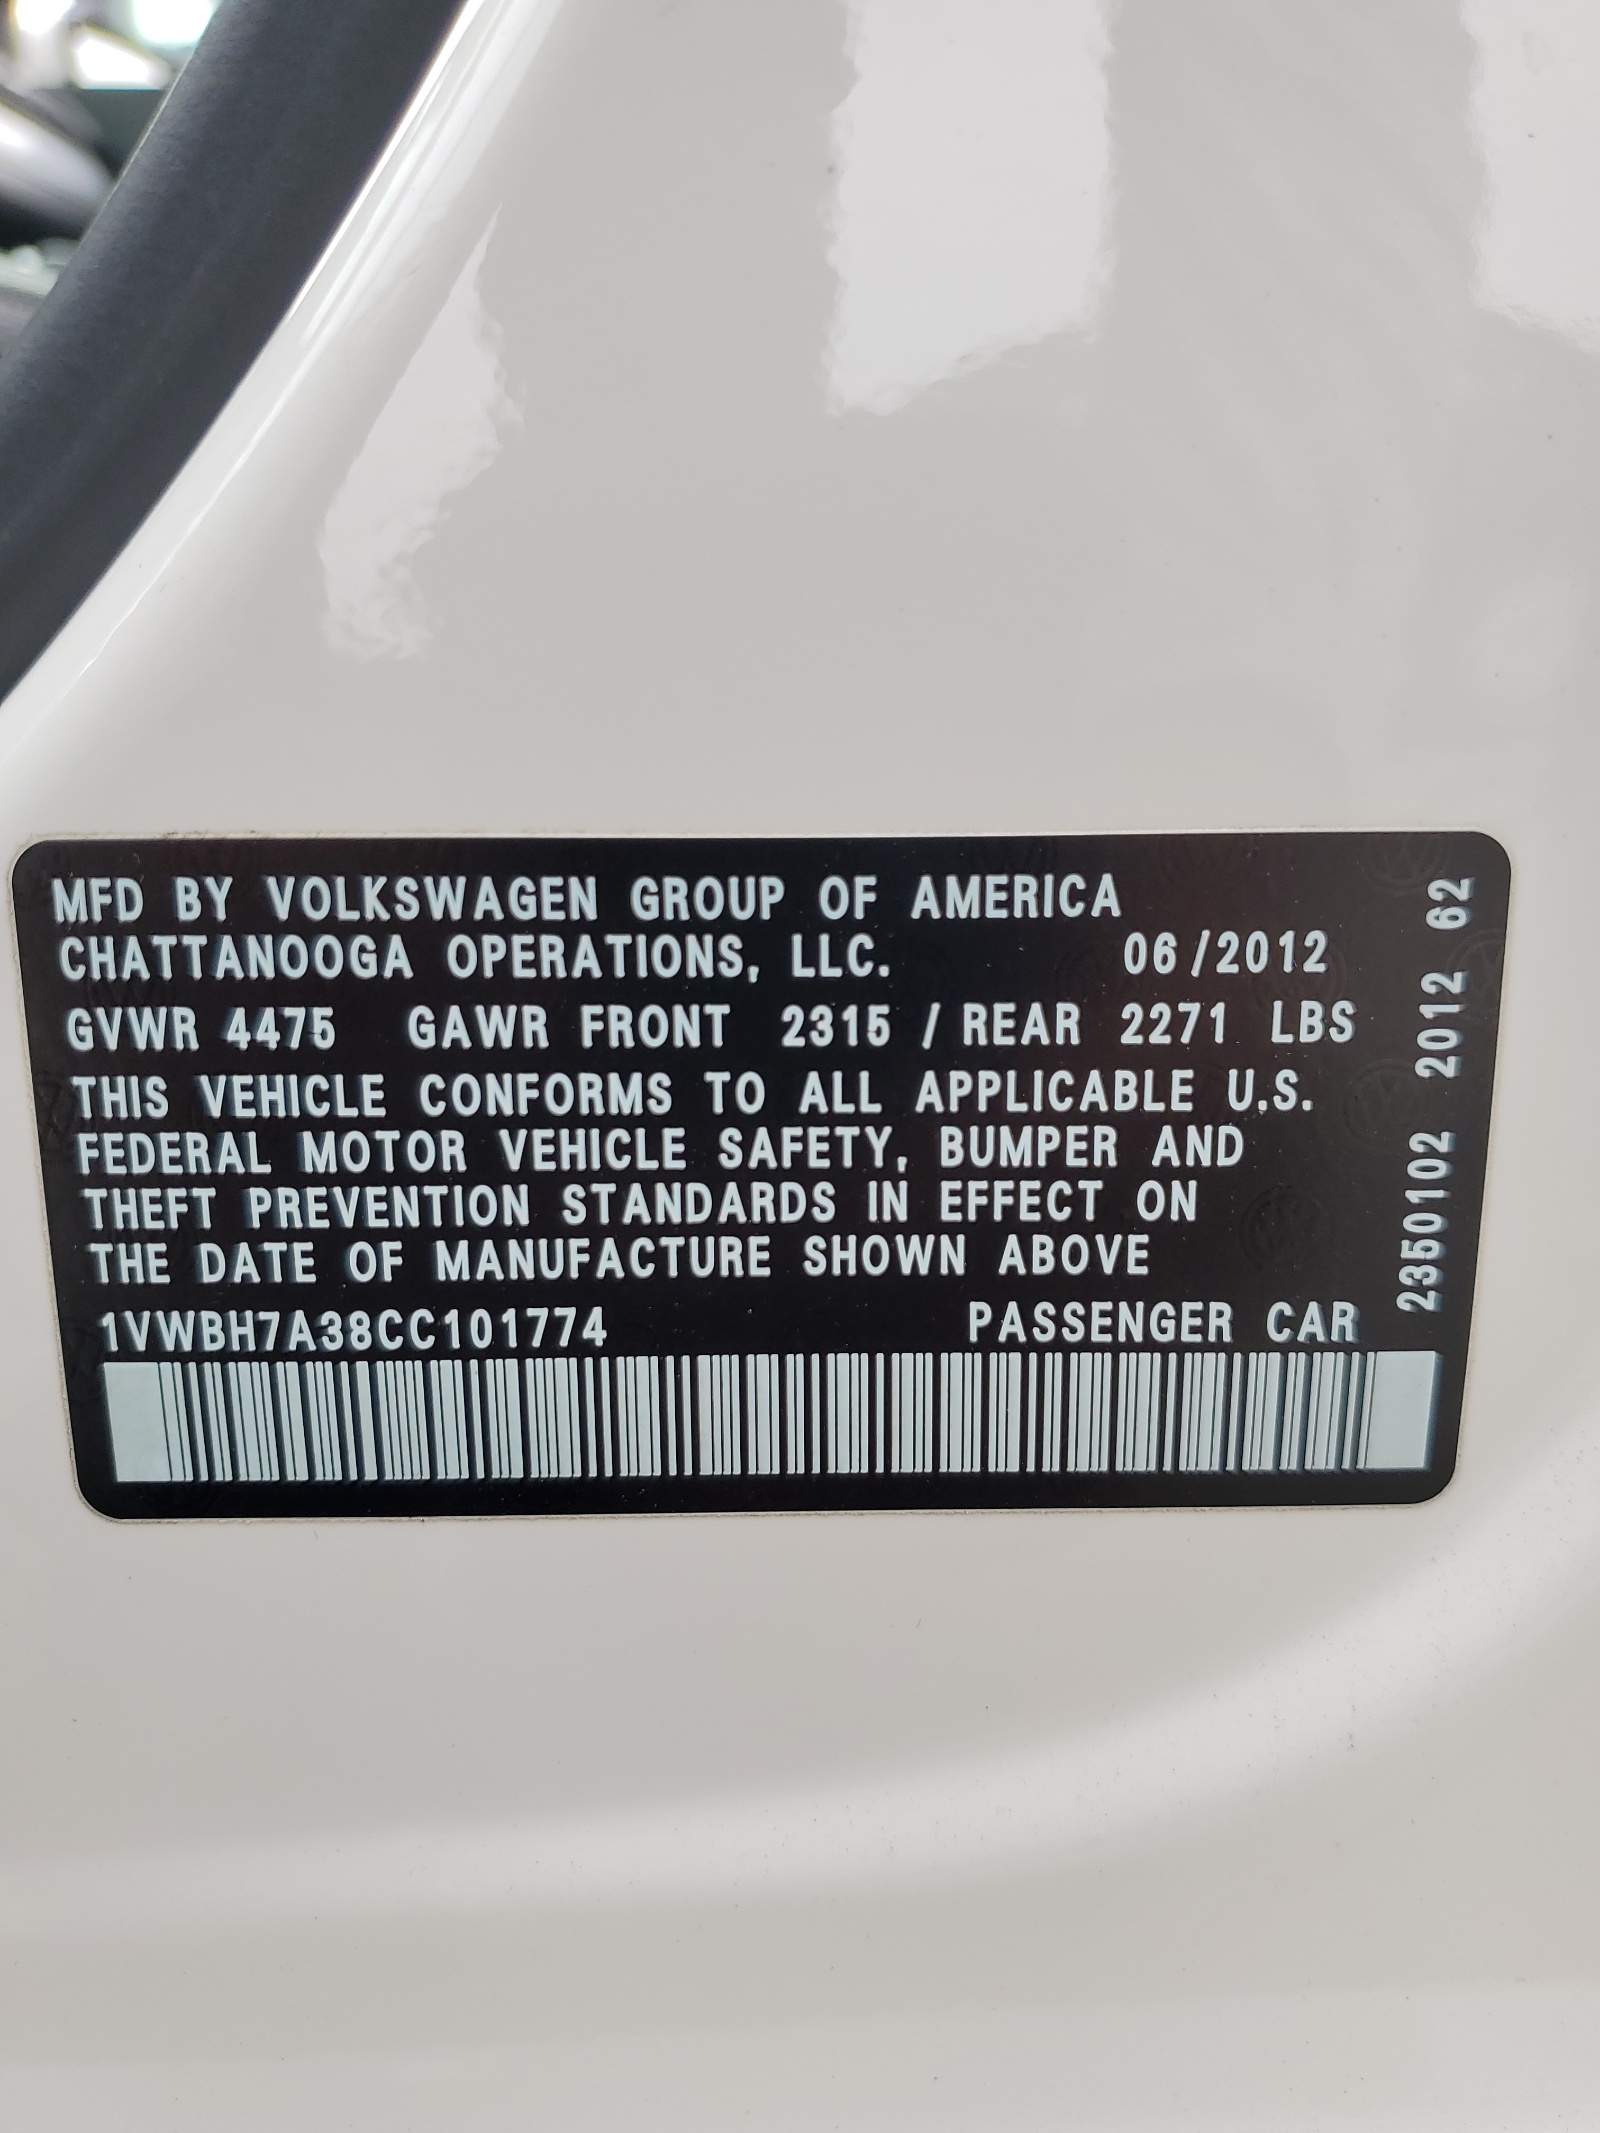 MFD BY VOLKSWAGEN GROUP OF AMERICA
CHATTANOOGA OPERATIONS, LLC. 06/2012
GVWR 4475 GAWR FRONT 2315 / REAR 2271 LBS
THIS VEHICLE CONFORMS TO ALL APPLICABLE U.S.
FEDERAL MOTOR VEHICLE SAFETY, BUMPER AND
THEFT PREVENTION STANDARDS IN EFFECT ON
THE DATE OF MANUFACTURE SHOWN ABOVE
1VWBH7A38CC101774 PASSENGER CAR
2350102 2012 62